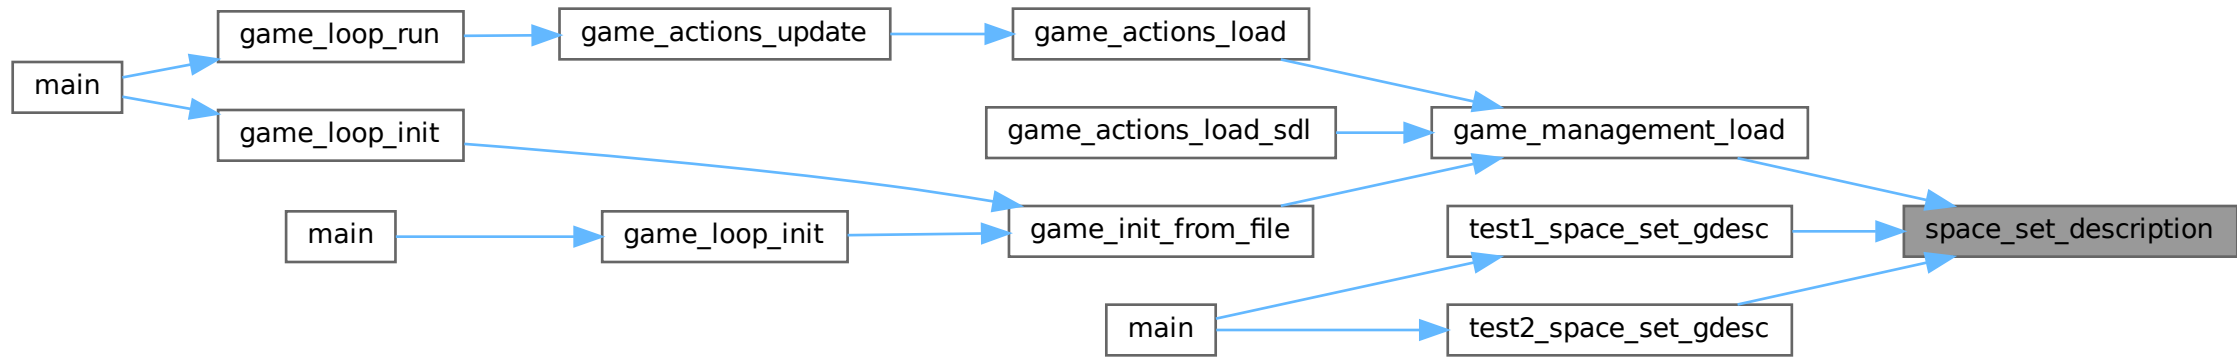 game_loop_run
game_actions_update
game_actions_load
main
game_loop_init
game_actions_load_sdl
game_management_load
main
game_loop_init
game_init_from_file
test1_space_set_gdesc
space_set_description
main
test2_space_set_gdesc